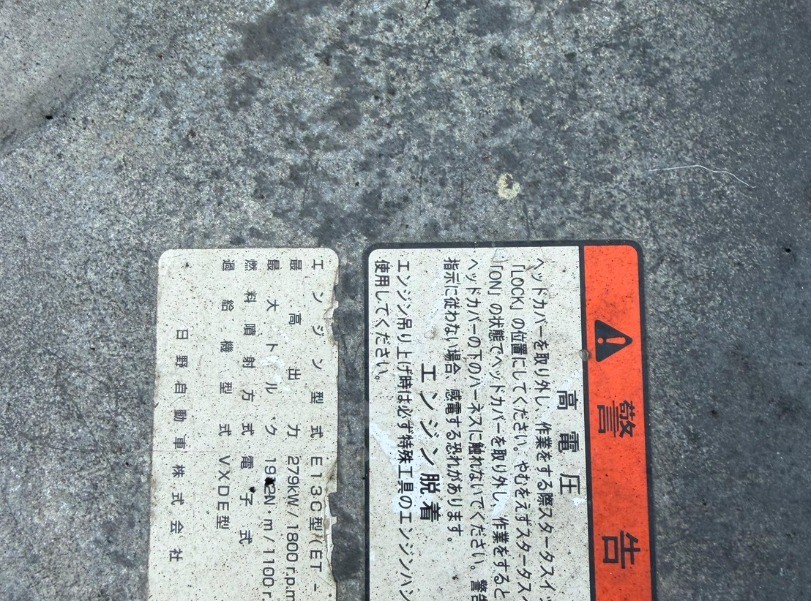 警告
高電圧
ヘッドカバーを取り外し、作業をする際スタータスイッ
「LOCK」の位置にしてください。やむをえずスタータス
「ON」の状態でヘッドカバーを取り外し、作業をすると
ヘッドカバーの下のハーネスに触れないでください。警告
指示に従わない場合、感電する恐れがあります。
エンジン脱着
エンジン吊り上げ時は必ず特殊工具のエンジンハン
使用してください。
エンジン型式 E13C型〈ET-
最高出力 279kW/1800r.p.m
最大トルク N・m/1100r.
燃料噴射方式 電子式
過給機型式 VXDE型
日野自動車株式会社